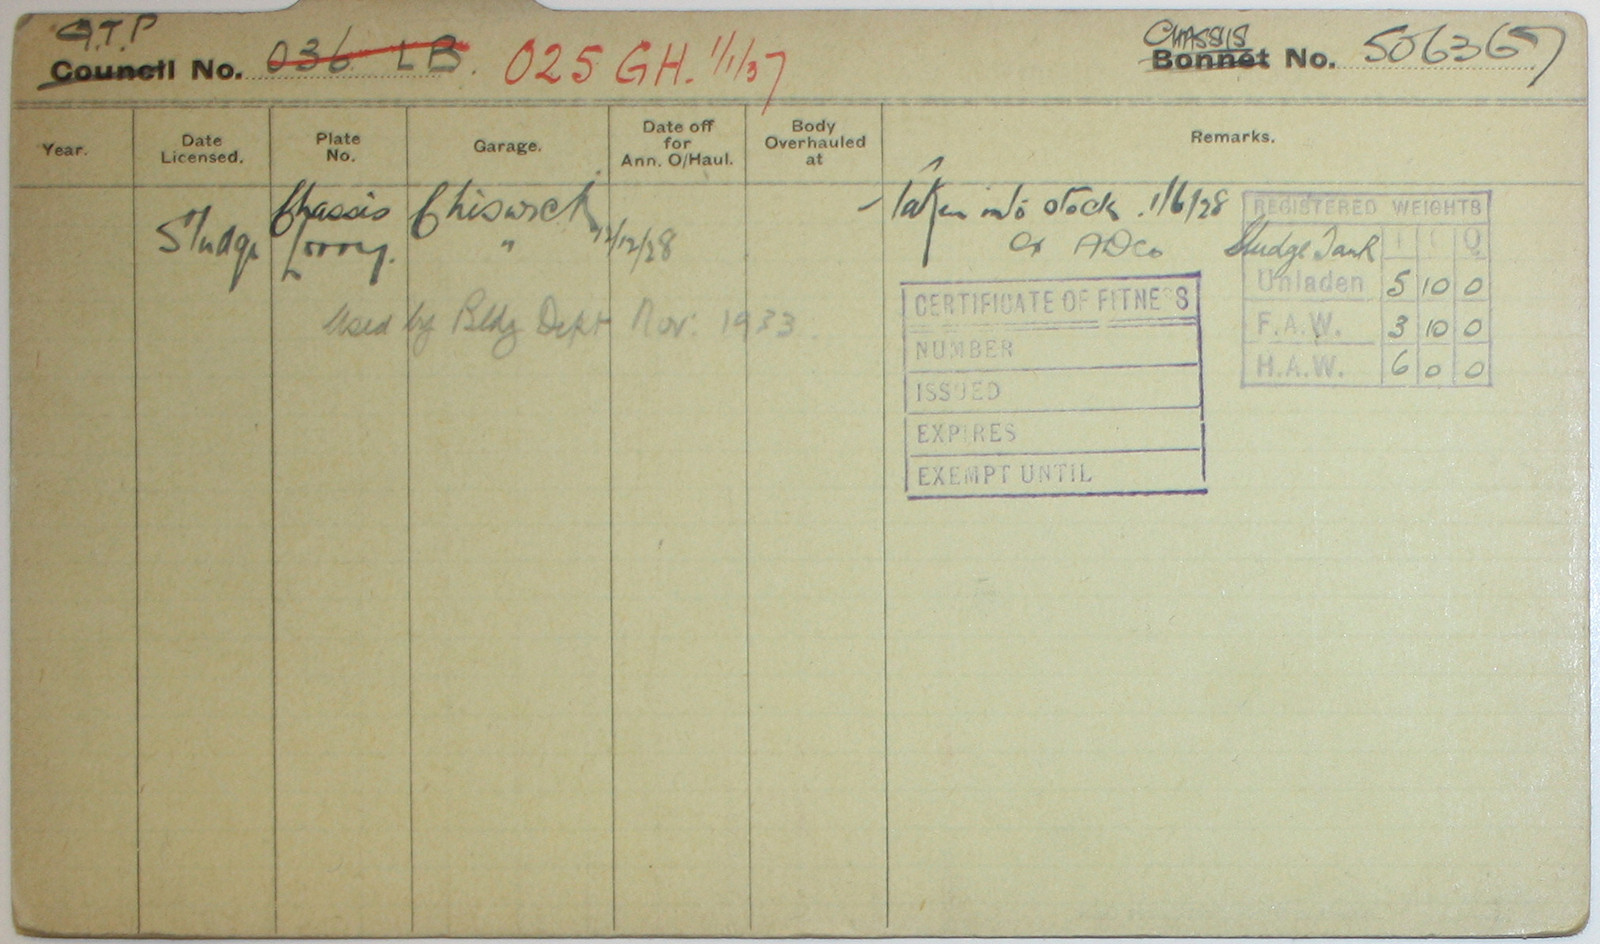 G.T.P CHASSIS
Council No. 036 LB. 025 GH. 1/1/37 Bonnet No. 506367
Year. Date Licensed. Plate No. Garage. Date off for Ann. O/Haul. Body Overhauled at Remarks.
Chassis Chiswick Taken into stock 1/6/28
Sludge Lorry. " 12/12/28 ex ADCo
Used by Bldg Dept Nov: 1933.
CERTIFICATE OF FITNESS
NUMBER
ISSUED
EXPIRES
EXEMPT UNTIL
REGISTERED WEIGHTS
Sludge Tank T C Q
Unladen 5 10 0
F.A.W. 3 10 0
H.A.W. 6 0 0